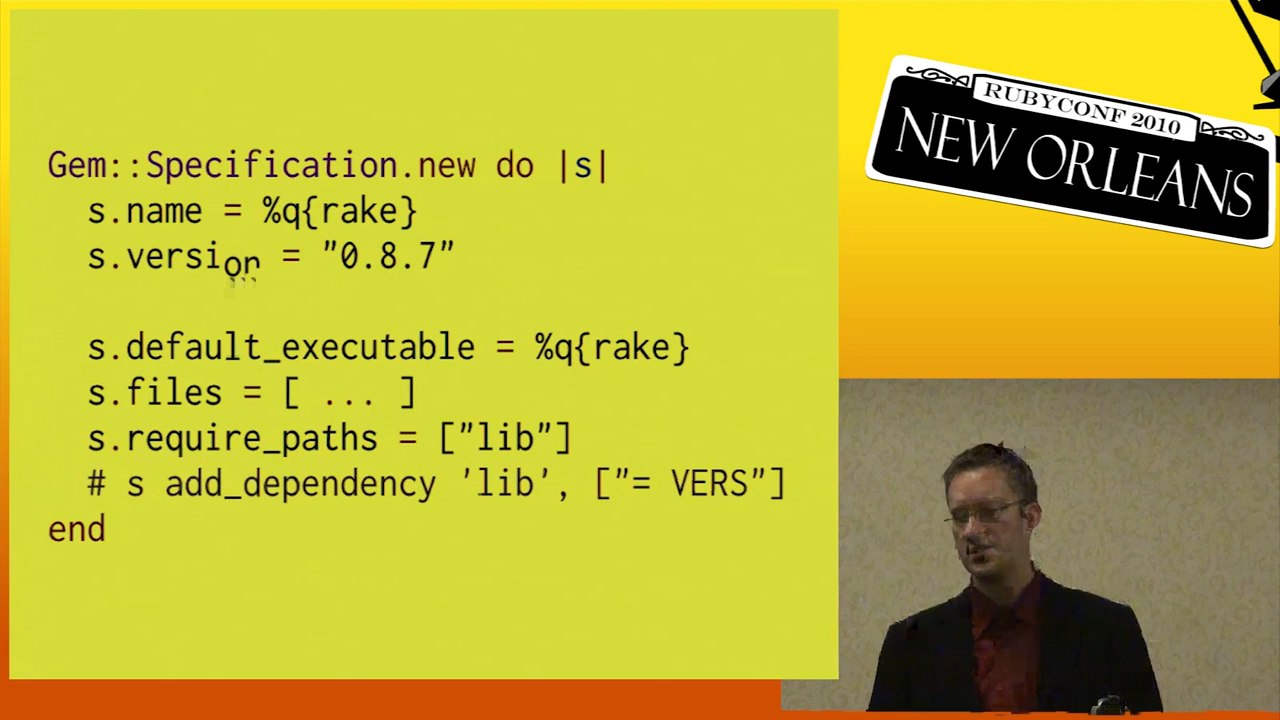 Gem::Specification.new do |s|
s.name = %q{rake}
s.version = "0.8.7"
s.default_executable = %q{rake}
s.files = [ ... ]
s.require_paths = ["lib"]
# s add_dependency 'lib', ["= VERS"]
end
RUBYCONF 2010
NEW ORLEANS